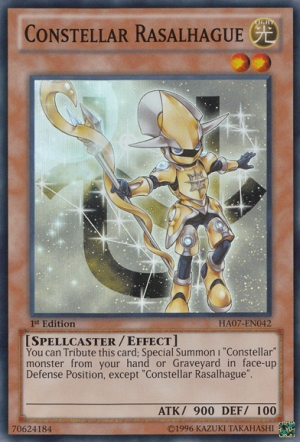 CONSTELLAR RASALHAGUE
LIGHT
光
1st Edition
HA07-EN042
[SPELLCASTER / EFFECT]
You can Tribute this card; Special Summon 1 "Constellar"
monster from your hand or Graveyard in face-up
Defense Position, except "Constellar Rasalhague".
ATK/ 900 DEF/ 100
70624184
©1996 KAZUKI TAKAHASHI